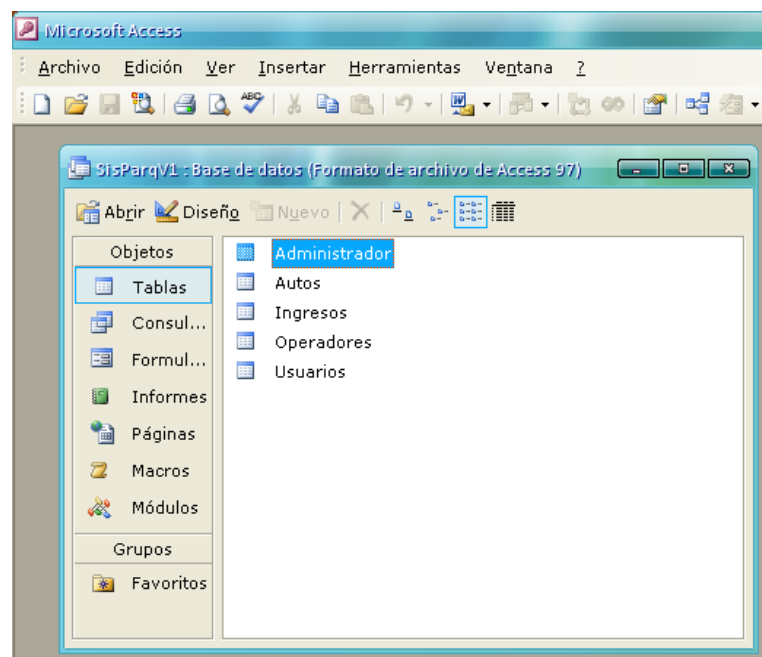 Microsoft Access
Archivo Edición Ver Insertar Herramientas Ventana ?
ABC
W
SisParqV1 : Base de datos (Formato de archivo de Access 97)
Abrir Diseño Nuevo
Objetos
Tablas
Consul...
Formul...
Informes
Páginas
Macros
Módulos
Grupos
Favoritos
Administrador
Autos
Ingresos
Operadores
Usuarios